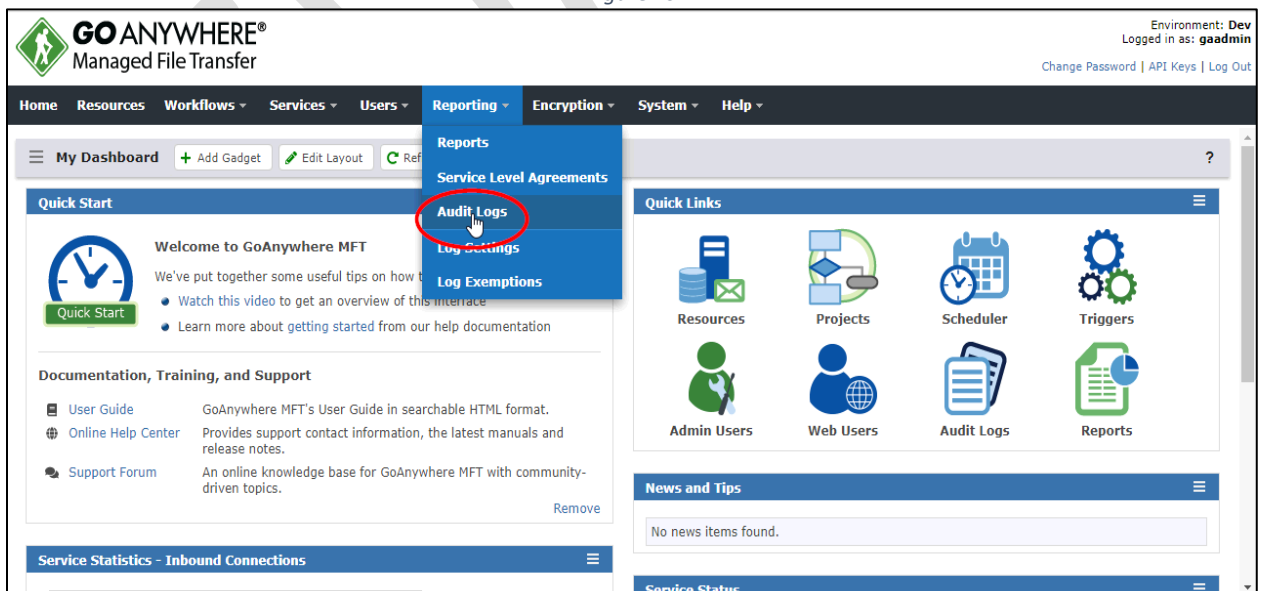 GO ANYWHERE®
Managed File Transfer
Environment: Dev
Logged in as: gaadmin
Change Password | API Keys | Log Out
Home Resources Workflows Services Users Reporting Encryption System Help
Reports
Service Level Agreements
Audit Logs
Log Settings
Log Exemptions
My Dashboard + Add Gadget Edit Layout Ref ?
Quick Start
Quick Start
Welcome to GoAnywhere MFT
We've put together some useful tips on how t
Watch this video to get an overview of this interface
Learn more about getting started from our help documentation
Documentation, Training, and Support
User Guide GoAnywhere MFT's User Guide in searchable HTML format.
Online Help Center Provides support contact information, the latest manuals and
release notes.
Support Forum An online knowledge base for GoAnywhere MFT with community-
driven topics.
Remove
Service Statistics - Inbound Connections
Quick Links
Resources Projects Scheduler Triggers
Admin Users Web Users Audit Logs Reports
News and Tips
No news items found.
Service Status